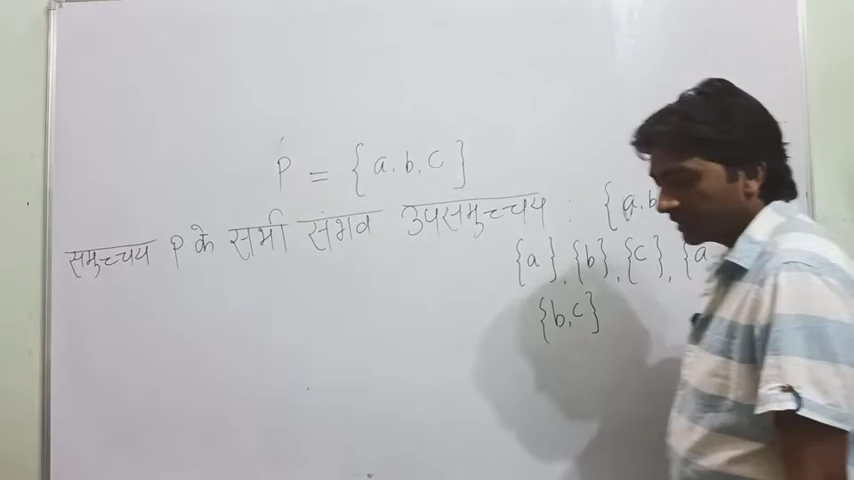 P = {a,b,c}
समुच्चय P के सभी संभव उपसमुच्चय : {a,b
{a}, {b}, {c}, {a
{b,c}